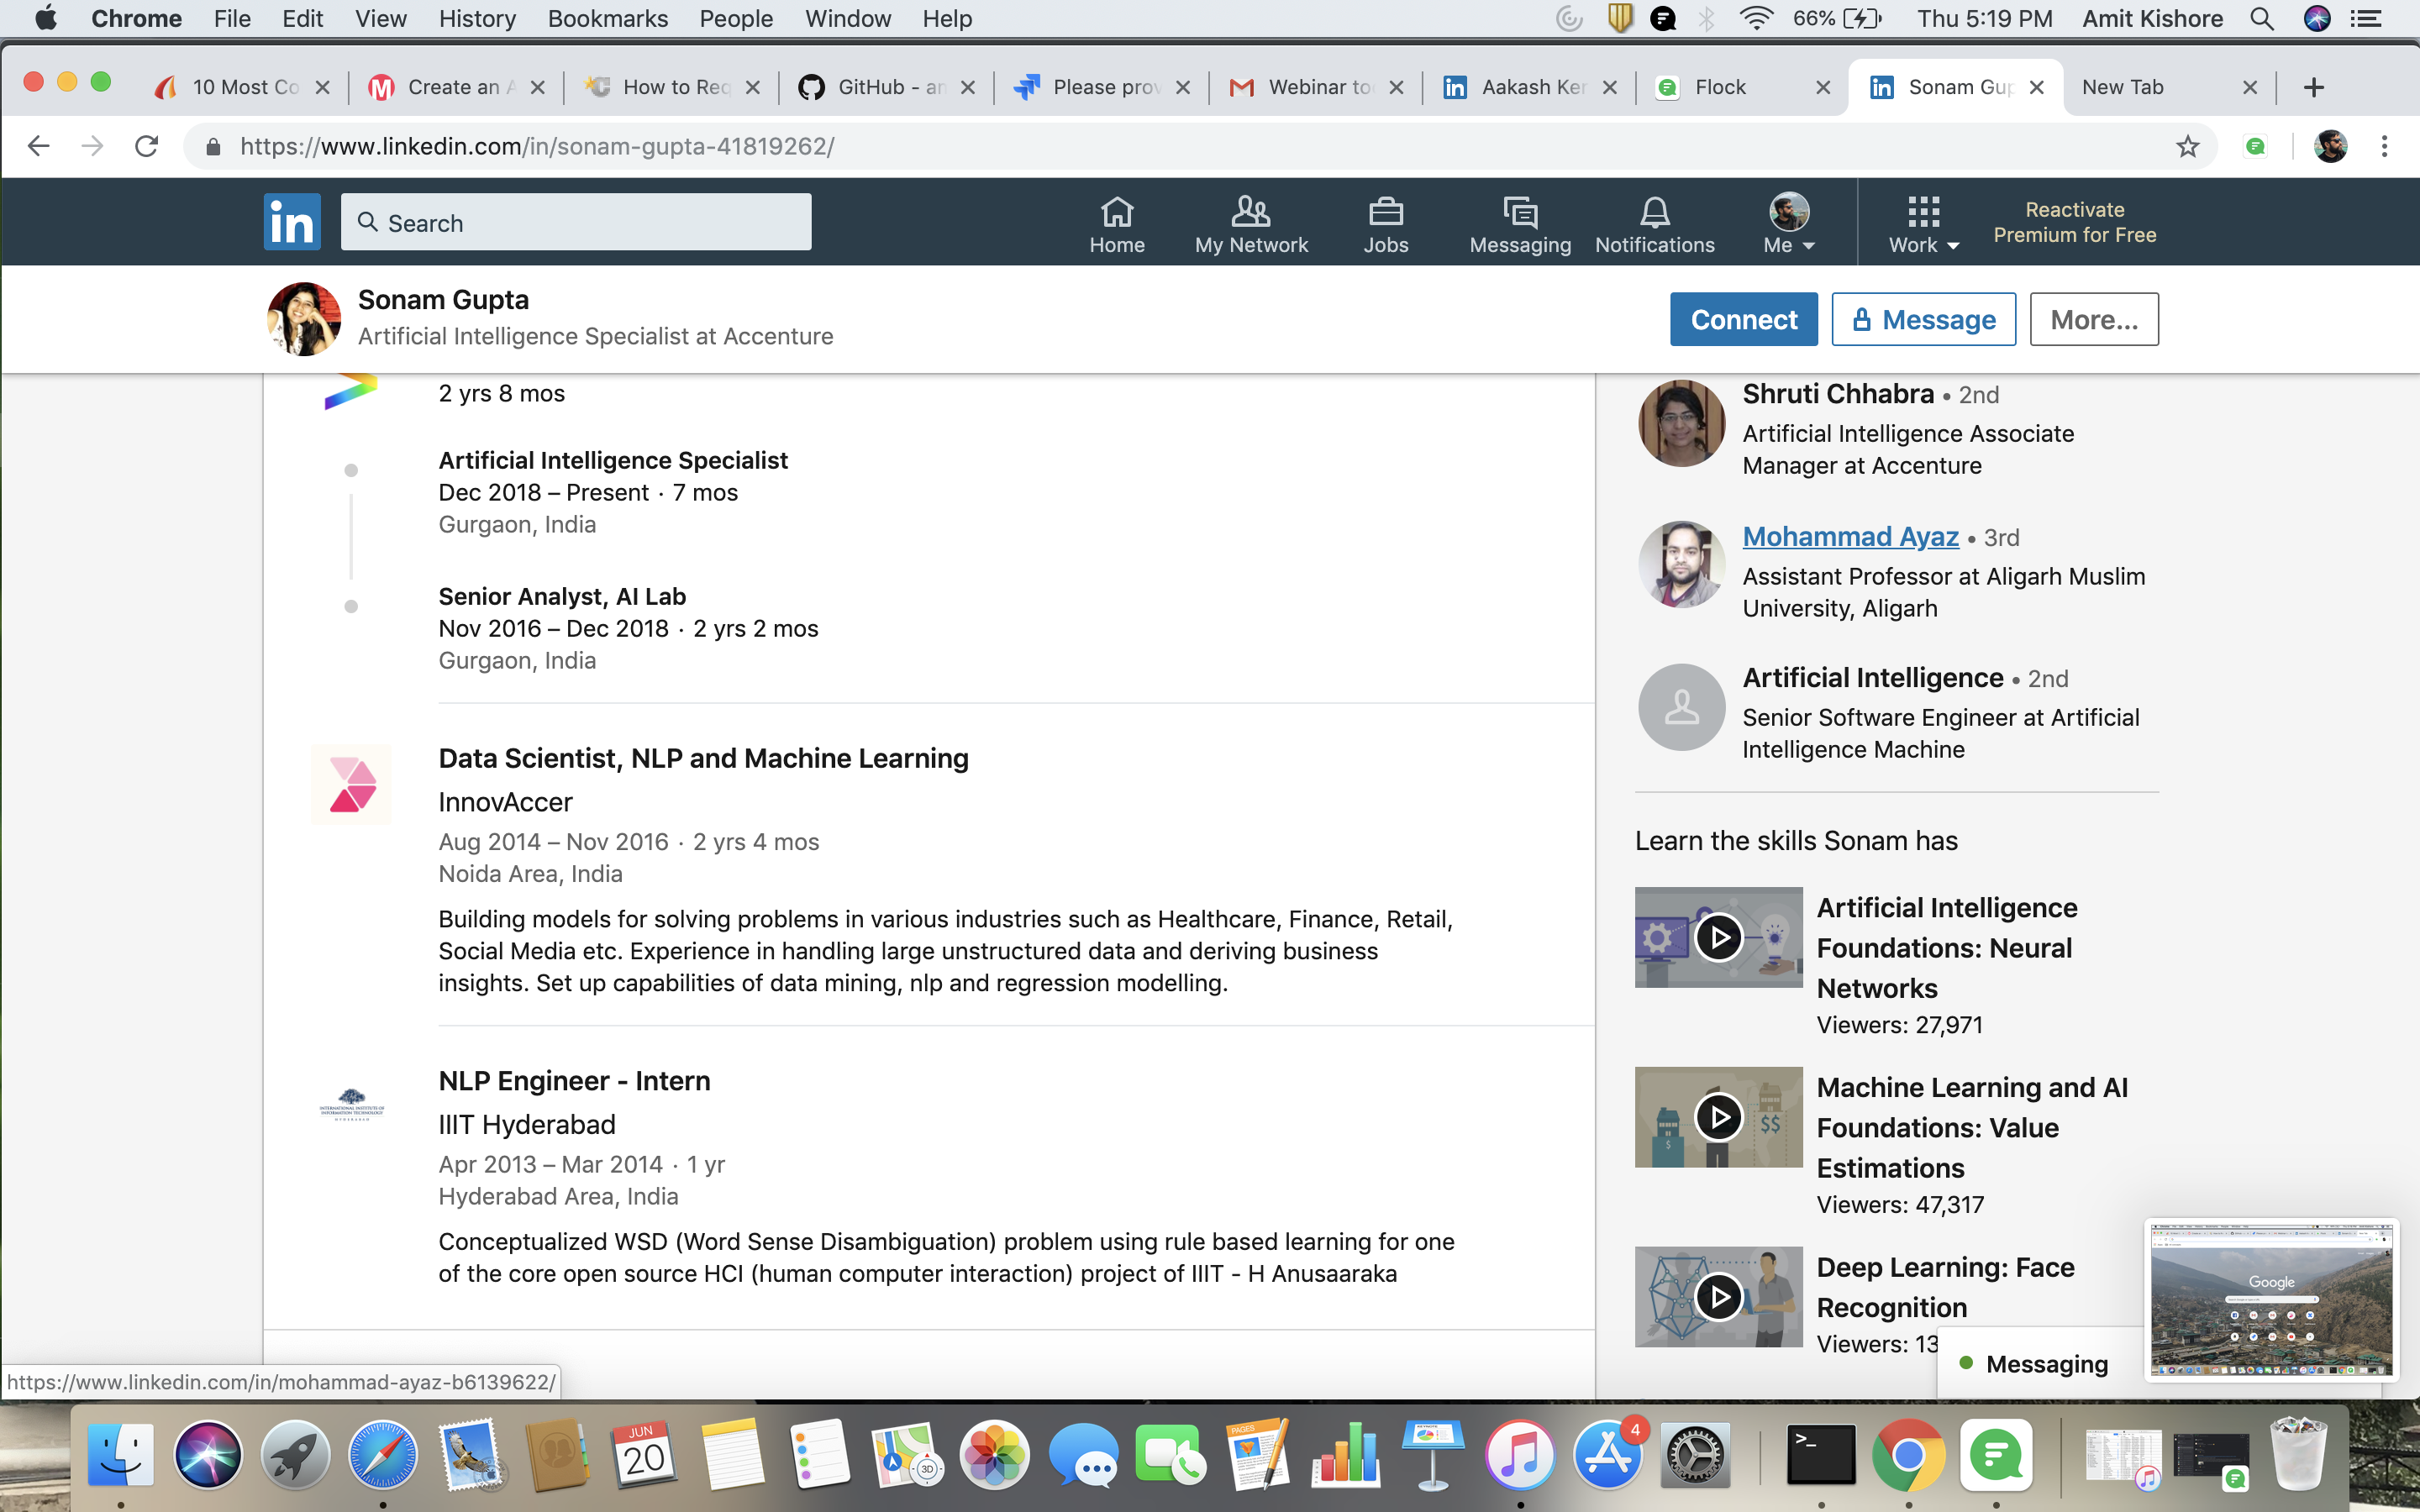 Chrome File Edit View History Bookmarks People Window Help
66% Thu 5:19 PM Amit Kishore
10 Most Co
Create an A
How to Req
GitHub - an
Please prov
Webinar to
Aakash Ker
Flock
Sonam Gup
New Tab
https://www.linkedin.com/in/sonam-gupta-41819262/
in
Search
Home
My Network
Jobs
Messaging
Notifications
Me
Work
Reactivate
Premium for Free
Sonam Gupta
Artificial Intelligence Specialist at Accenture
Connect
Message
More...
2 yrs 8 mos
Artificial Intelligence Specialist
Dec 2018 – Present · 7 mos
Gurgaon, India
Senior Analyst, AI Lab
Nov 2016 – Dec 2018 · 2 yrs 2 mos
Gurgaon, India
Data Scientist, NLP and Machine Learning
InnovAccer
Aug 2014 – Nov 2016 · 2 yrs 4 mos
Noida Area, India
Building models for solving problems in various industries such as Healthcare, Finance, Retail,
Social Media etc. Experience in handling large unstructured data and deriving business
insights. Set up capabilities of data mining, nlp and regression modelling.
INTERNATIONAL INSTITUTE OF
INFORMATION TECHNOLOGY
HYDERABAD
NLP Engineer - Intern
IIIT Hyderabad
Apr 2013 – Mar 2014 · 1 yr
Hyderabad Area, India
Conceptualized WSD (Word Sense Disambiguation) problem using rule based learning for one
of the core open source HCI (human computer interaction) project of IIIT - H Anusaaraka
Shruti Chhabra • 2nd
Artificial Intelligence Associate
Manager at Accenture
Mohammad Ayaz • 3rd
Assistant Professor at Aligarh Muslim
University, Aligarh
Artificial Intelligence • 2nd
Senior Software Engineer at Artificial
Intelligence Machine
Learn the skills Sonam has
Artificial Intelligence
Foundations: Neural
Networks
Viewers: 27,971
Machine Learning and AI
Foundations: Value
Estimations
Viewers: 47,317
$ $$
Deep Learning: Face
Recognition
Viewers: 13
Messaging
Google
https://www.linkedin.com/in/mohammad-ayaz-b6139622/
JUN
20
3D
PAGES
4
>_